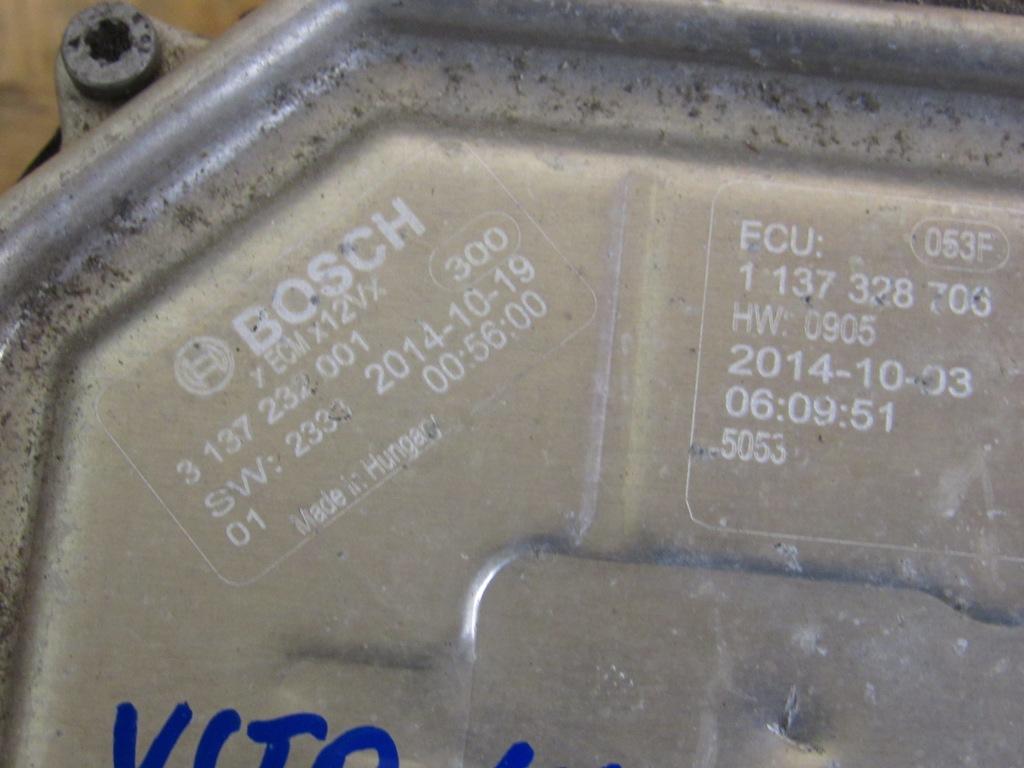 BOSCH
300
3 137 232 001
2014-10-19
SW: 2333
00:56:00
01
Made in Hungary
ECU:
053F
1 137 328 706
HW: 0905
2014-10-03
06:09:51
5053
VITO